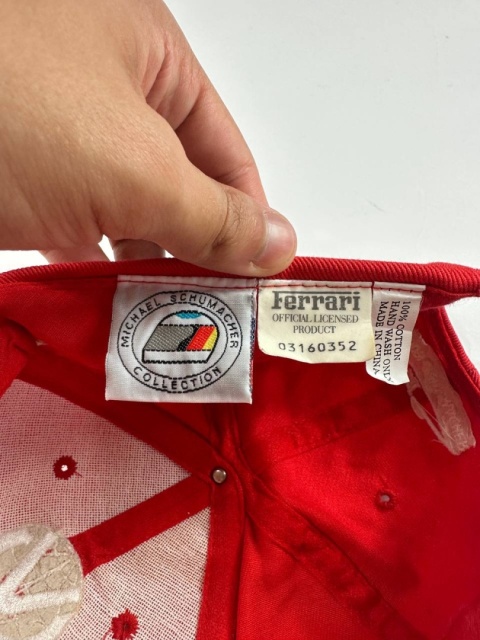 MICHAEL SCHUMACHER
COLLECTION
Ferrari
OFFICIAL LICENSED
PRODUCT
03160352
100% COTTON
HAND WASH ONLY
MADE IN CHINA